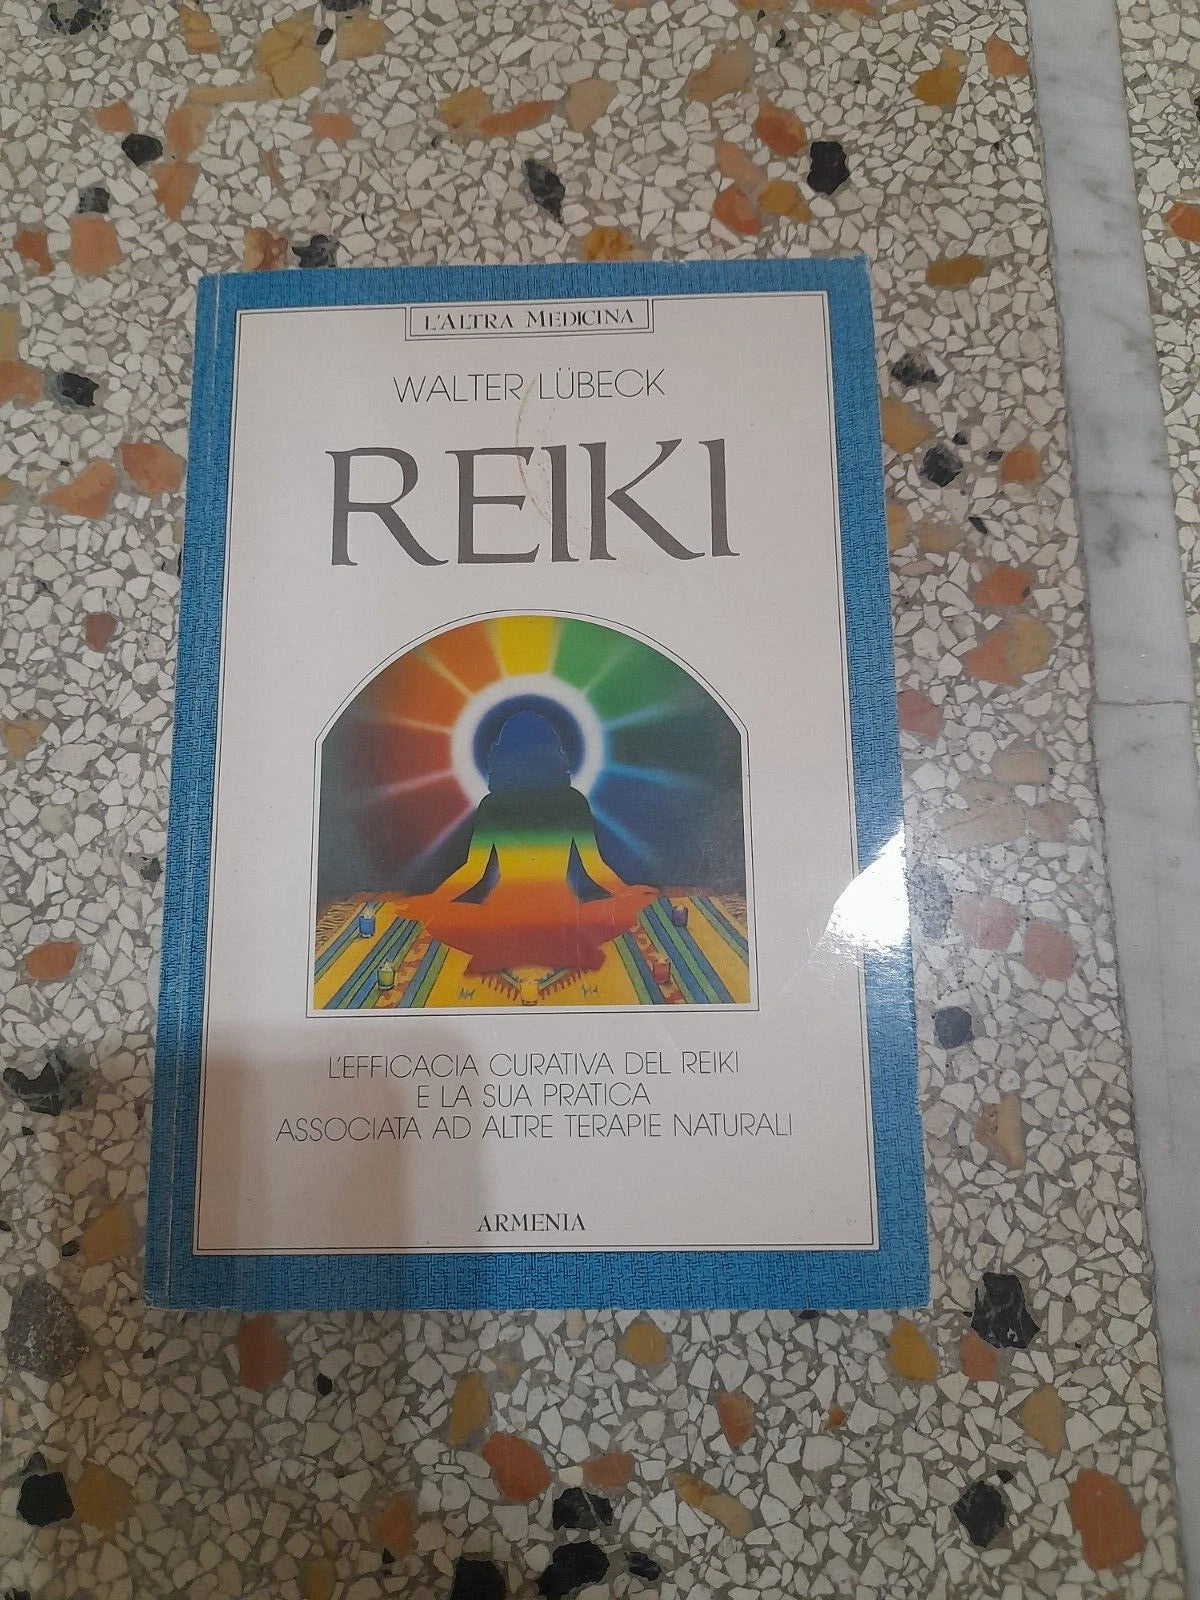 L'ALTRA MEDICINA
WALTER LÜBECK
REIKI
L'EFFICACIA CURATIVA DEL REIKI
E LA SUA PRATICA
ASSOCIATA AD ALTRE TERAPIE NATURALI
ARMENIA